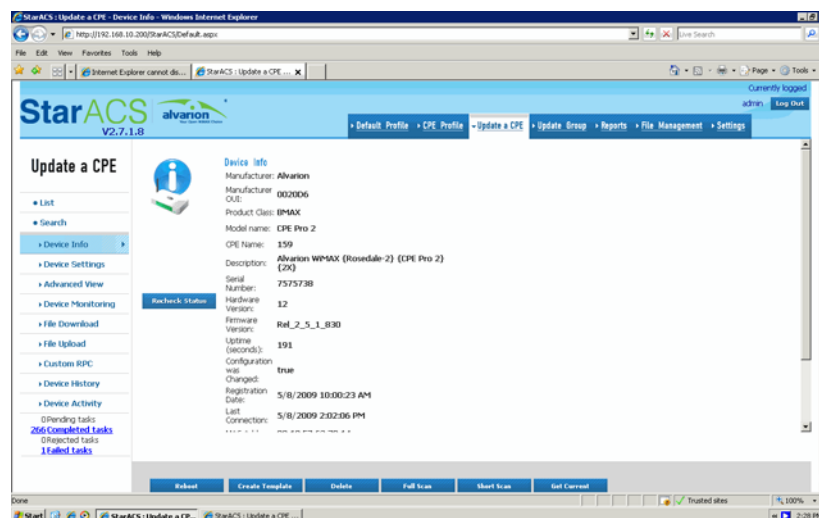 StarACS : Update a CPE - Device Info - Windows Internet Explorer
http://192.168.10.200/StarACS/Default.aspx
Live Search
File Edit View Favorites Tools Help
Internet Explorer cannot dis...
StarACS : Update a CPE ...
Page
Tools
Currently logged
admin
Log Out
StarACS
V2.7.1.8
alvarion
Default Profile
CPE Profile
Update a CPE
Update Group
Reports
File Management
Settings
Update a CPE
List
Search
Device Info
Device Settings
Advanced View
Device Monitoring
File Download
File Upload
Custom RPC
Device History
Device Activity
0Pending tasks
266Completed tasks
0Rejected tasks
1Failed tasks
Recheck Status
Device Info
Manufacturer: Alvarion
Manufacturer OUI: 0020D6
Product Class: BMAX
Model name: CPE Pro 2
CPE Name: 159
Description: Alvarion WiMAX {Rosedale-2} {CPE Pro 2} {2X}
Serial Number: 7575738
Hardware Version: 12
Firmware Version: Rel_2_5_1_830
Uptime (seconds): 191
Configuration was Changed: true
Registration Date: 5/8/2009 10:00:23 AM
Last Connection: 5/8/2009 2:02:06 PM
Reboot
Create Template
Delete
Full Scan
Short Scan
Get Current
Done
Trusted sites
100%
Start
StarACS : Update a CP...
StarACS : Update a CPE ...
2:28 PM